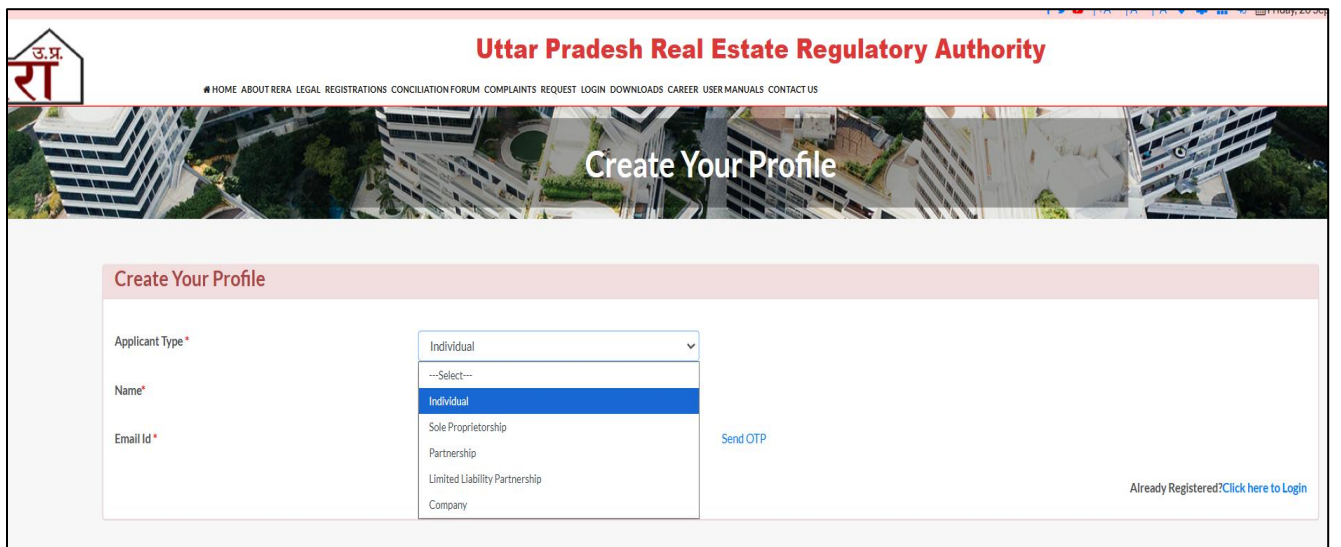 उ.प्र.
रा
Uttar Pradesh Real Estate Regulatory Authority
HOME ABOUT RERA LEGAL REGISTRATIONS CONCILIATION FORUM COMPLAINTS REQUEST LOGIN DOWNLOADS CAREER USER MANUALS CONTACT US
Create Your Profile
Create Your Profile
Applicant Type *
Individual
---Select---
Name*
Individual
Sole Proprietorship
Email Id *
Send OTP
Partnership
Limited Liability Partnership
Already Registered?Click here to Login
Company